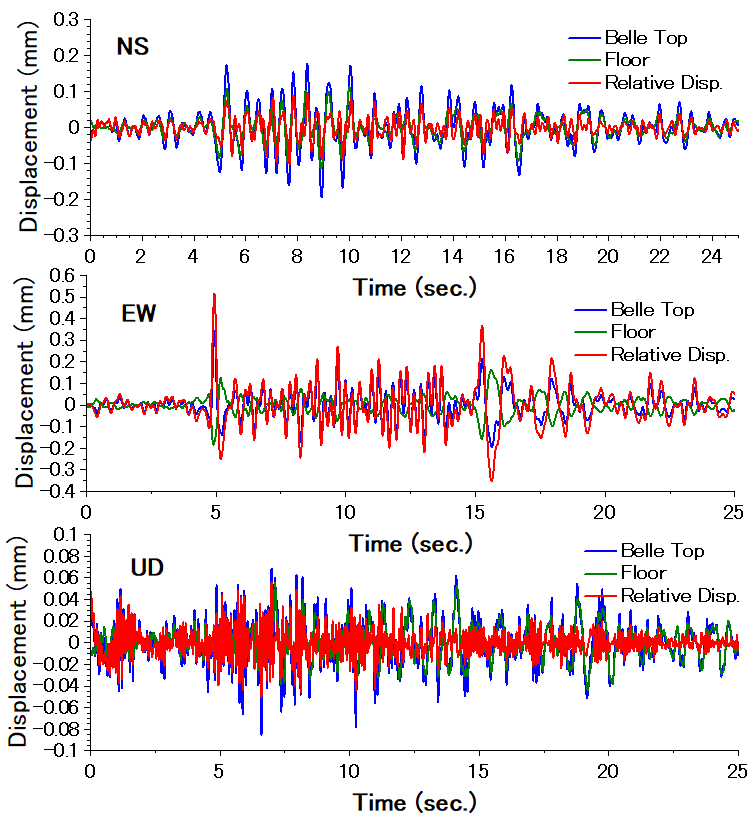 NS
Belle Top
Floor
Relative Disp.
Displacement (mm)
0.3
0.2
0.1
0
−0.1
−0.2
−0.3
0 2 4 6 8 10 12 14 16 18 20 22 24
Time (sec.)
EW
Belle Top
Floor
Relative Disp.
Displacement (mm)
0.6
0.5
0.4
0.3
0.2
0.1
0
−0.1
−0.2
−0.3
−0.4
0 5 10 15 20 25
Time (sec.)
UD
Belle Top
Floor
Relative Disp.
Displacement (mm)
0.1
0.08
0.06
0.04
0.02
0
−0.02
−0.04
−0.06
−0.08
−0.1
0 5 10 15 20 25
Time (sec.)